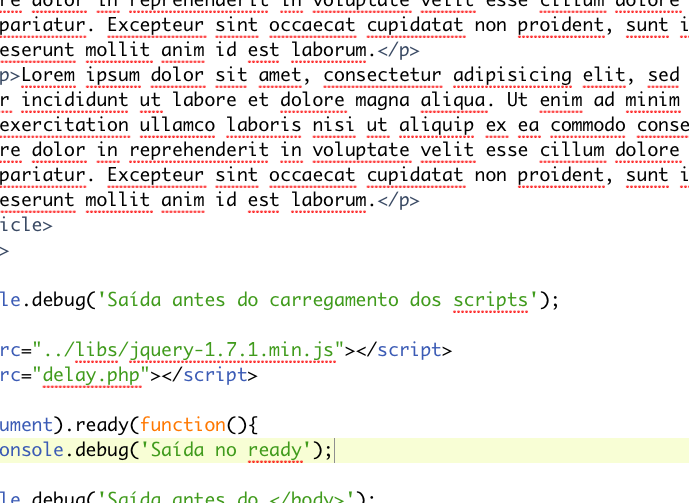 re dolor in reprehenderit in voluptate velit esse cillum dolore
pariatur. Excepteur sint occaecat cupidatat non proident, sunt i
eserunt mollit anim id est laborum.</p>
p>Lorem ipsum dolor sit amet, consectetur adipisicing elit, sed
r incididunt ut labore et dolore magna aliqua. Ut enim ad minim
exercitation ullamco laboris nisi ut aliquip ex ea commodo conse
re dolor in reprehenderit in voluptate velit esse cillum dolore
pariatur. Excepteur sint occaecat cupidatat non proident, sunt i
eserunt mollit anim id est laborum.</p>
icle>
>
le.debug('Saída antes do carregamento dos scripts');
rc="../libs/jquery-1.7.1.min.js"></script>
rc="delay.php"></script>
ument).ready(function(){
onsole.debug('Saída no ready');
le.debug('Saída antes do </body>');